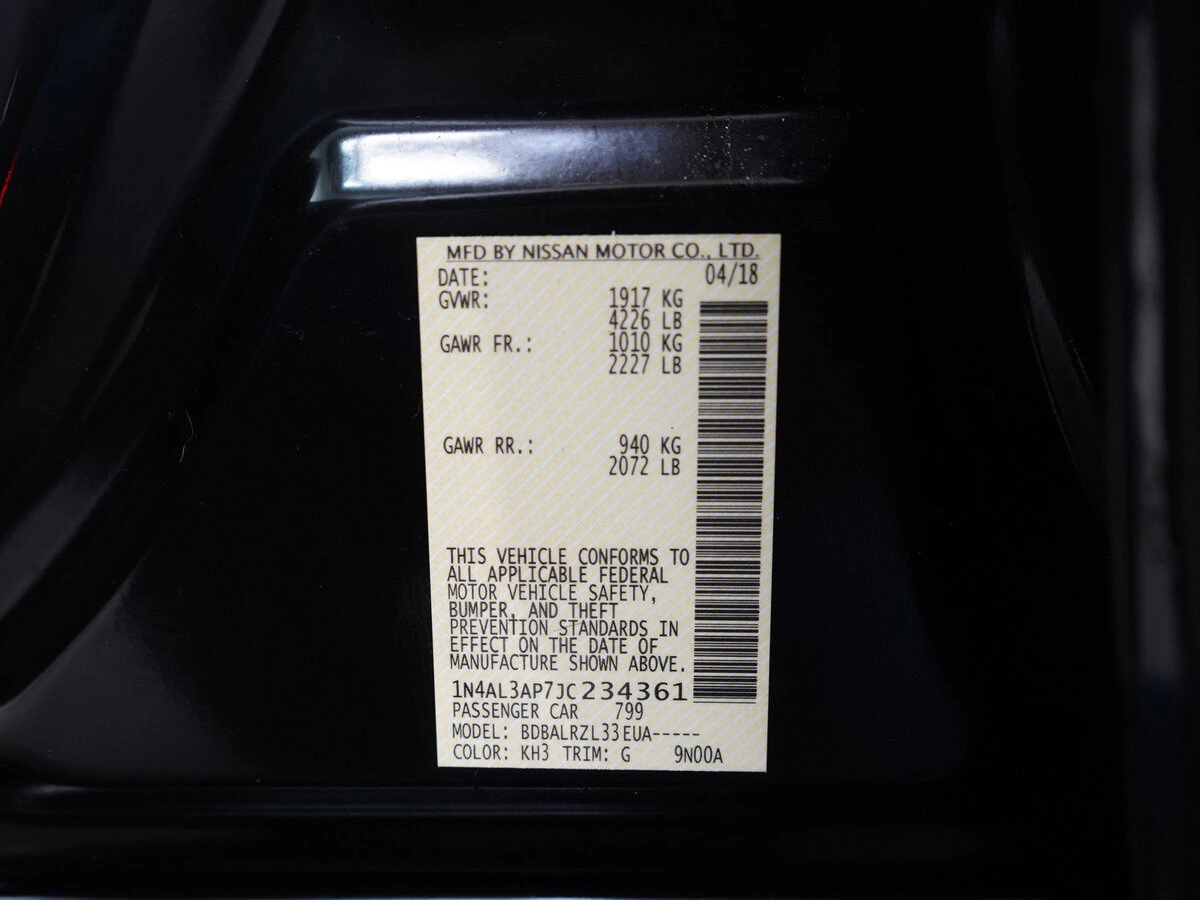 MFD BY NISSAN MOTOR CO., LTD.
DATE: 04/18
GVWR: 1917 KG
4226 LB
GAWR FR.: 1010 KG
2227 LB
GAWR RR.: 940 KG
2072 LB
THIS VEHICLE CONFORMS TO
ALL APPLICABLE FEDERAL
MOTOR VEHICLE SAFETY,
BUMPER, AND THEFT
PREVENTION STANDARDS IN
EFFECT ON THE DATE OF
MANUFACTURE SHOWN ABOVE.
1N4AL3AP7JC234361
PASSENGER CAR 799
MODEL: BDBALRZL33EUA-----
COLOR: KH3 TRIM: G 9N00A